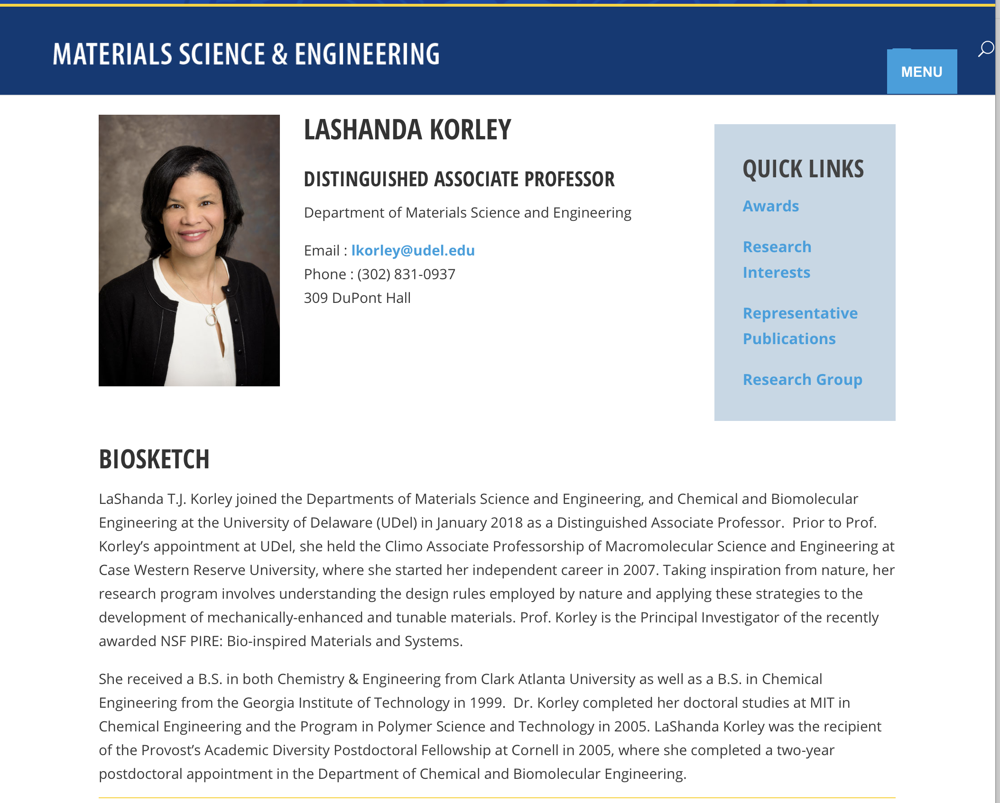 MATERIALS SCIENCE & ENGINEERING
MENU
LASHANDA KORLEY
DISTINGUISHED ASSOCIATE PROFESSOR
Department of Materials Science and Engineering
Email : lkorley@udel.edu
Phone : (302) 831-0937
309 DuPont Hall
QUICK LINKS
Awards
Research
Interests
Representative
Publications
Research Group
BIOSKETCH
LaShanda T.J. Korley joined the Departments of Materials Science and Engineering, and Chemical and Biomolecular
Engineering at the University of Delaware (UDel) in January 2018 as a Distinguished Associate Professor.  Prior to Prof.
Korley’s appointment at UDel, she held the Climo Associate Professorship of Macromolecular Science and Engineering at
Case Western Reserve University, where she started her independent career in 2007. Taking inspiration from nature, her
research program involves understanding the design rules employed by nature and applying these strategies to the
development of mechanically-enhanced and tunable materials. Prof. Korley is the Principal Investigator of the recently
awarded NSF PIRE: Bio-inspired Materials and Systems.
She received a B.S. in both Chemistry & Engineering from Clark Atlanta University as well as a B.S. in Chemical
Engineering from the Georgia Institute of Technology in 1999.  Dr. Korley completed her doctoral studies at MIT in
Chemical Engineering and the Program in Polymer Science and Technology in 2005. LaShanda Korley was the recipient
of the Provost’s Academic Diversity Postdoctoral Fellowship at Cornell in 2005, where she completed a two-year
postdoctoral appointment in the Department of Chemical and Biomolecular Engineering.